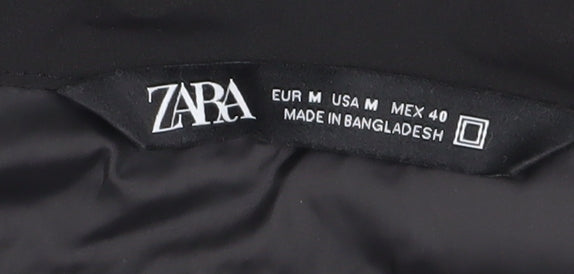 ZARA
EUR M USA M MEX 40
MADE IN BANGLADESH